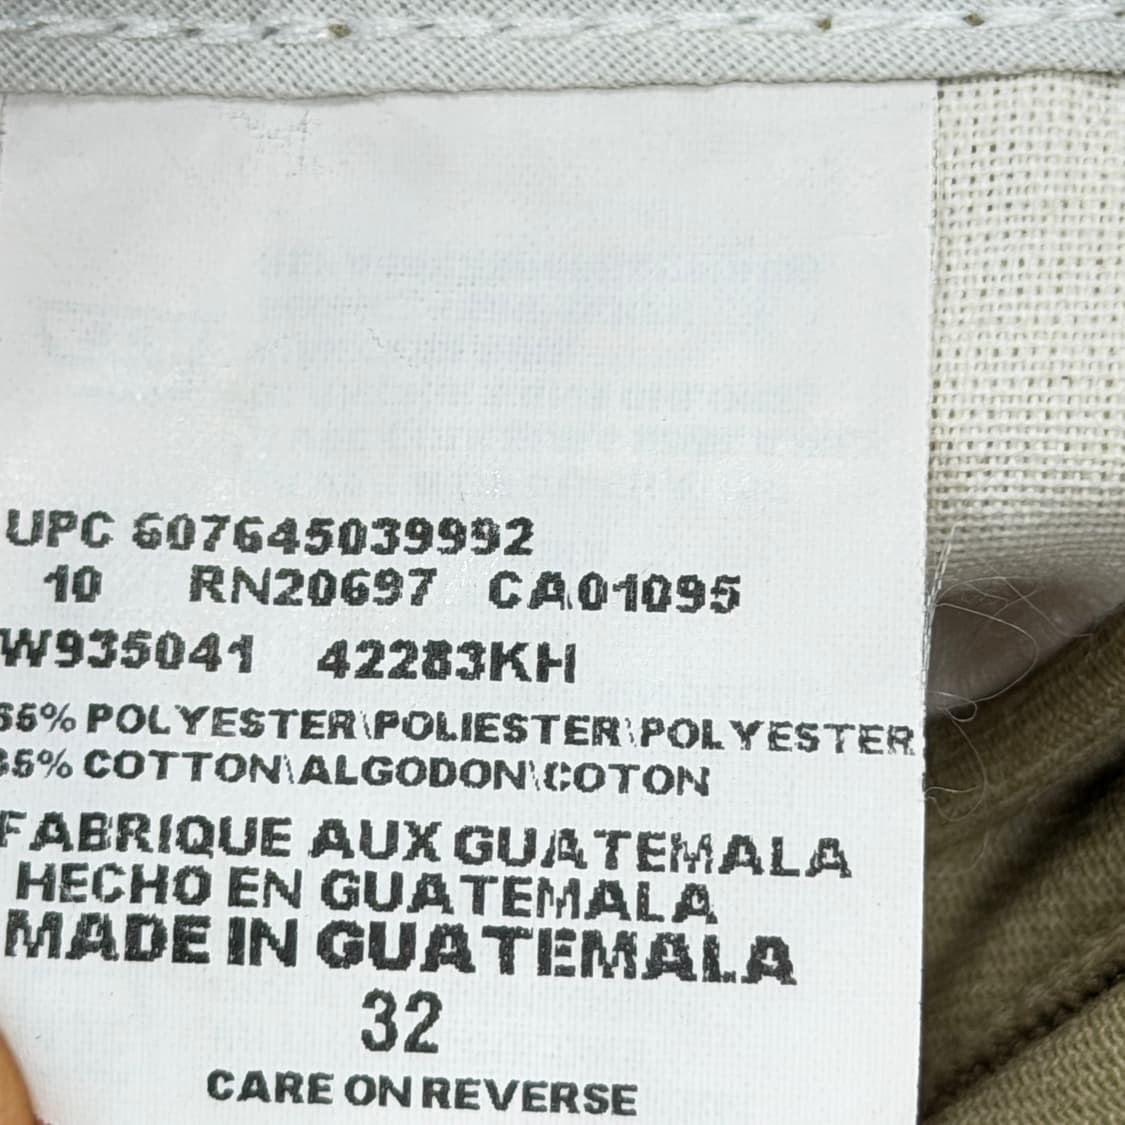 UPC 607645039992
10 RN20697 CA01095
W935041 42283KH
65% POLYESTER\POLIESTER\POLYESTER
35% COTTON\ALGODON\COTON
FABRIQUE AUX GUATEMALA
HECHO EN GUATEMALA
MADE IN GUATEMALA
32
CARE ON REVERSE